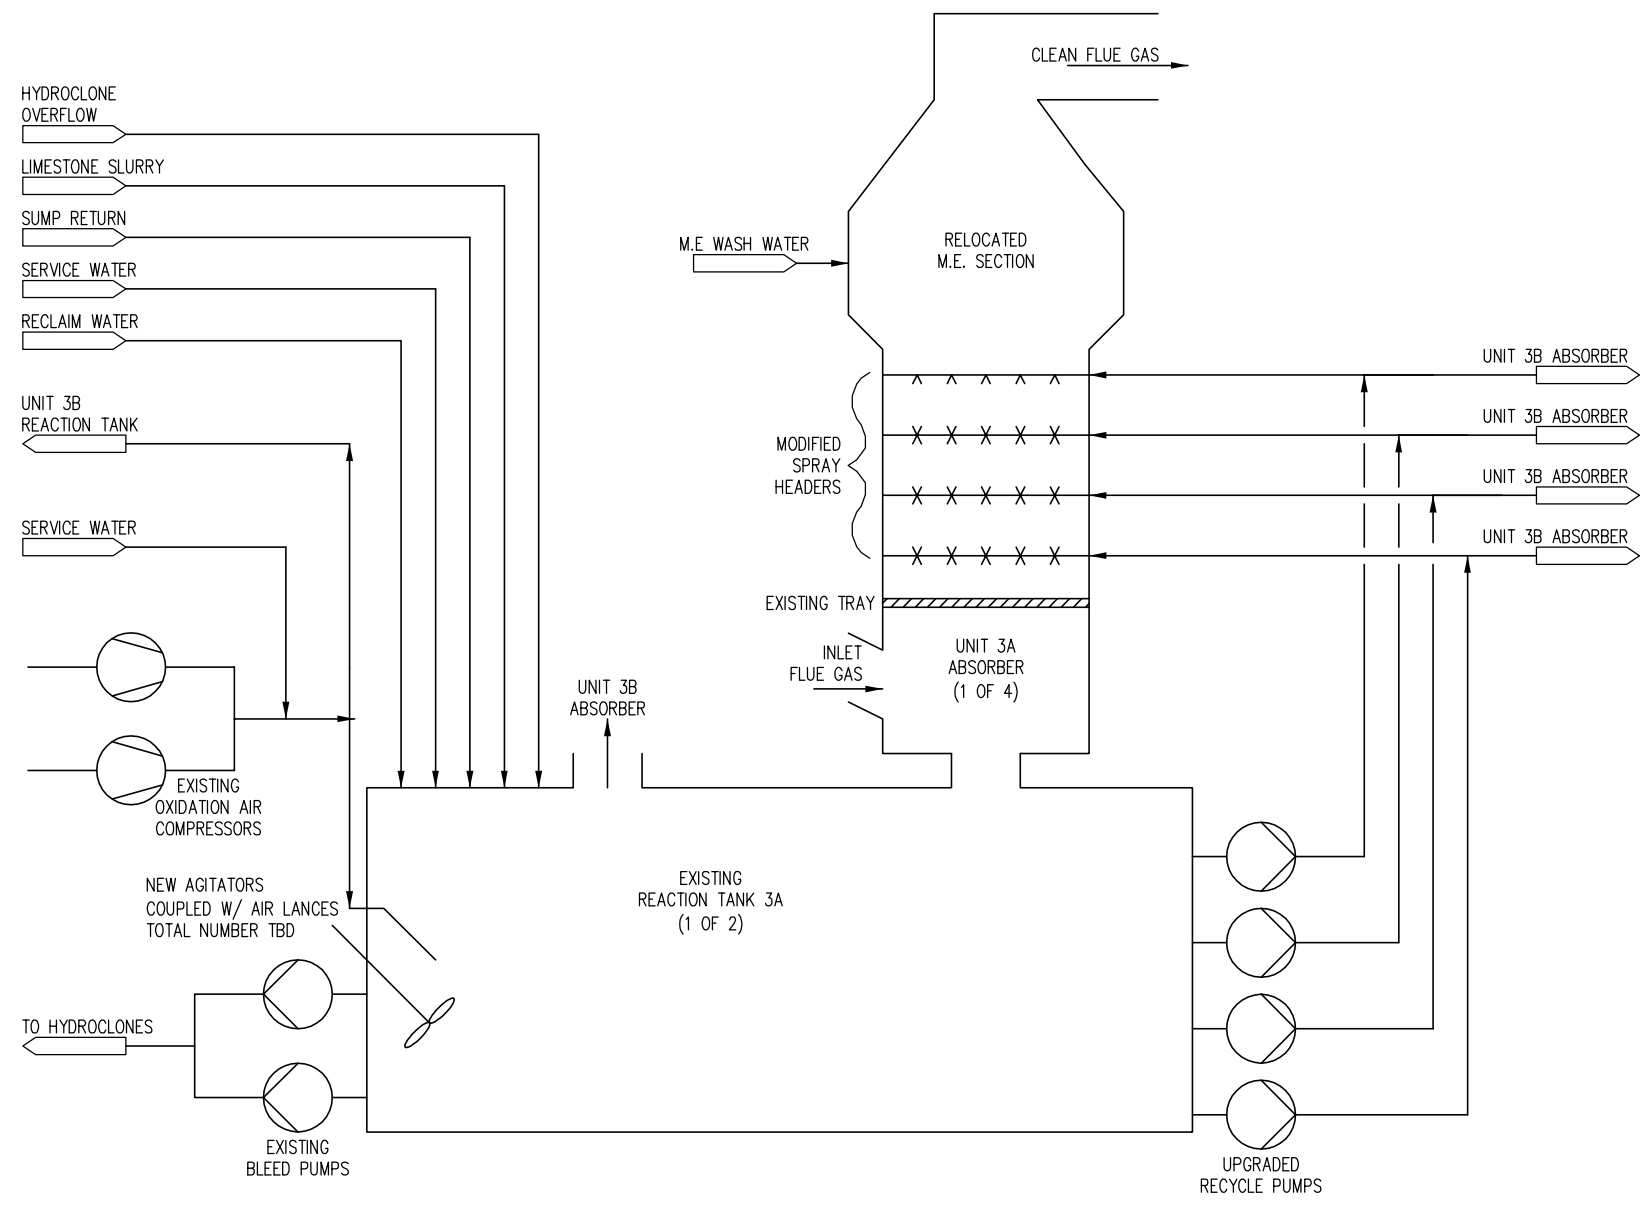 CLEAN FLUE GAS
HYDROCLONE
OVERFLOW
LIMESTONE SLURRY
SUMP RETURN
SERVICE WATER
RECLAIM WATER
UNIT 3B
REACTION TANK
SERVICE WATER
M.E WASH WATER
RELOCATED
M.E. SECTION
UNIT 3B ABSORBER
UNIT 3B ABSORBER
UNIT 3B ABSORBER
UNIT 3B ABSORBER
MODIFIED
SPRAY
HEADERS
EXISTING TRAY
INLET
FLUE GAS
UNIT 3A
ABSORBER
(1 OF 4)
UNIT 3B
ABSORBER
EXISTING
OXIDATION AIR
COMPRESSORS
NEW AGITATORS
COUPLED W/ AIR LANCES
TOTAL NUMBER TBD
EXISTING
REACTION TANK 3A
(1 OF 2)
TO HYDROCLONES
EXISTING
BLEED PUMPS
UPGRADED
RECYCLE PUMPS